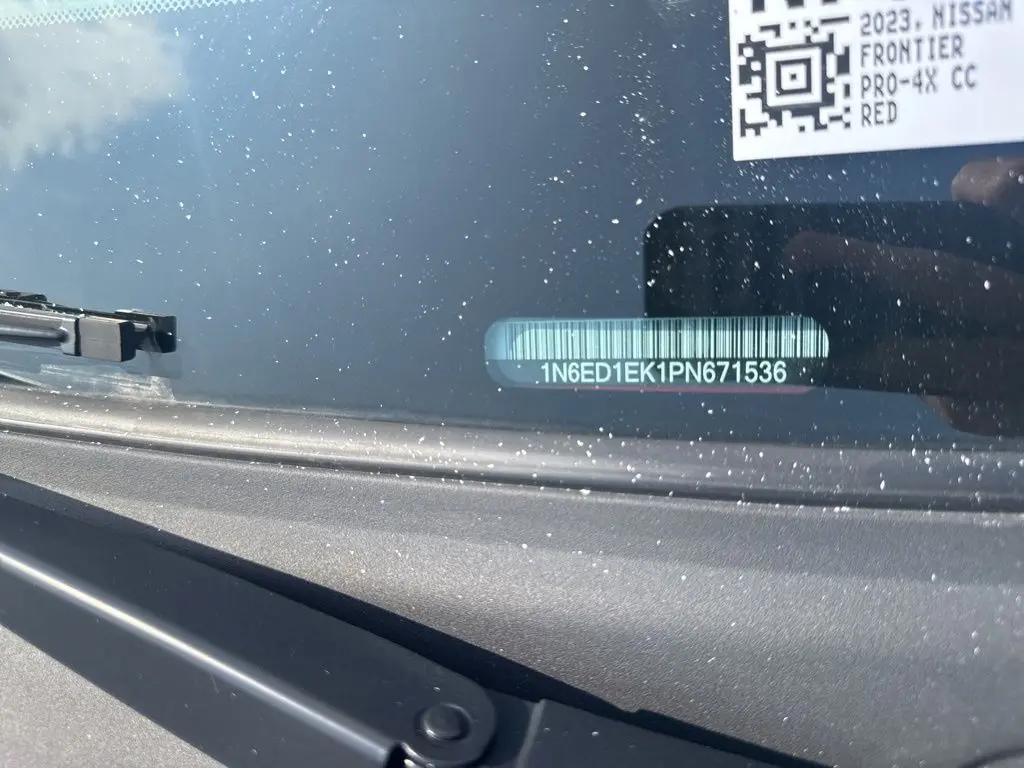 2023, NISSAN
FRONTIER
PRO-4X CC
RED
1N6ED1EK1PN671536